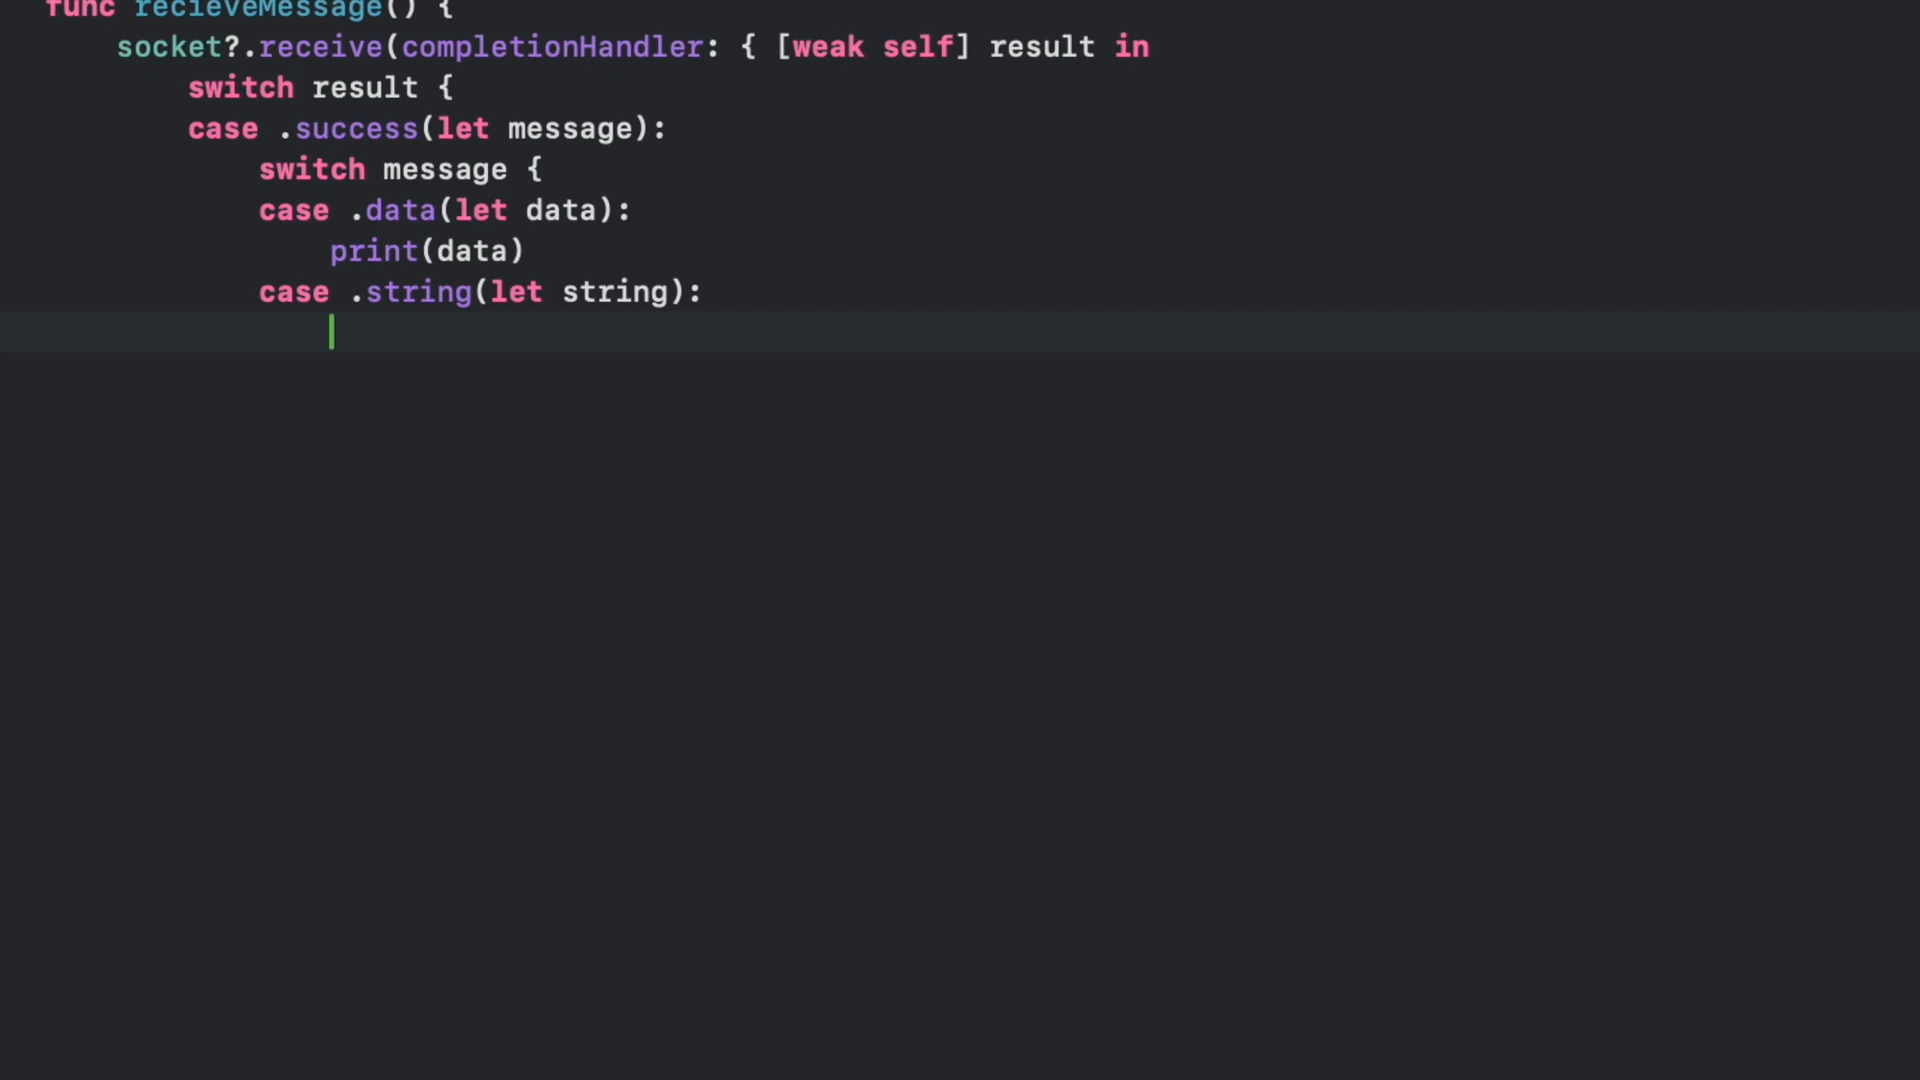 func recieveMessage() {
socket?.receive(completionHandler: { [weak self] result in
switch result {
case .success(let message):
switch message {
case .data(let data):
print(data)
case .string(let string):